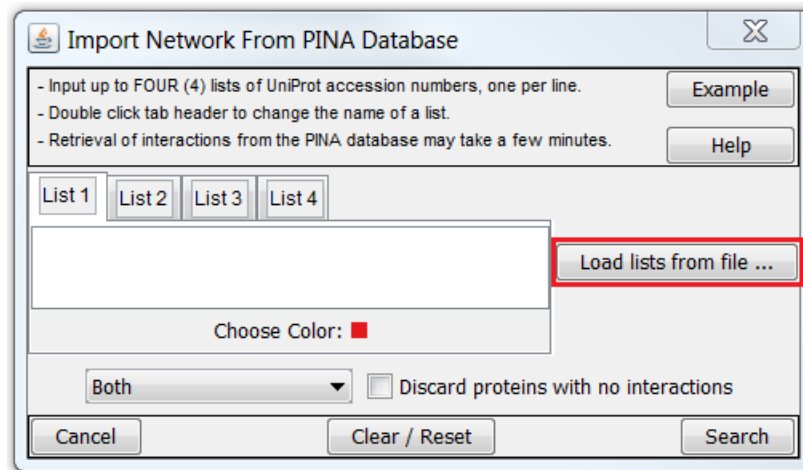 Import Network From PINA Database
- Input up to FOUR (4) lists of UniProt accession numbers, one per line.
- Double click tab header to change the name of a list.
- Retrieval of interactions from the PINA database may take a few minutes.
Example
Help
List 1 List 2 List 3 List 4
Load lists from file ...
Choose Color:
Both Discard proteins with no interactions
Cancel Clear / Reset Search